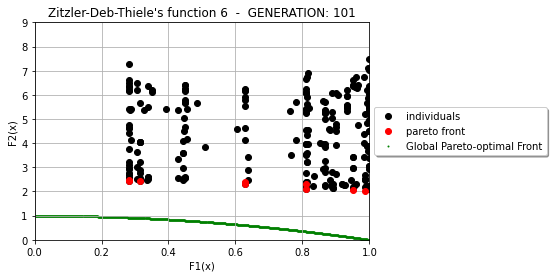 Zitzler-Deb-Thiele's function 6 - GENERATION: 101
9
8
7
6
5
4
3
2
1
0
F2(x)
0.0 0.2 0.4 0.6 0.8 1.0
F1(x)
individuals
pareto front
Global Pareto-optimal Front